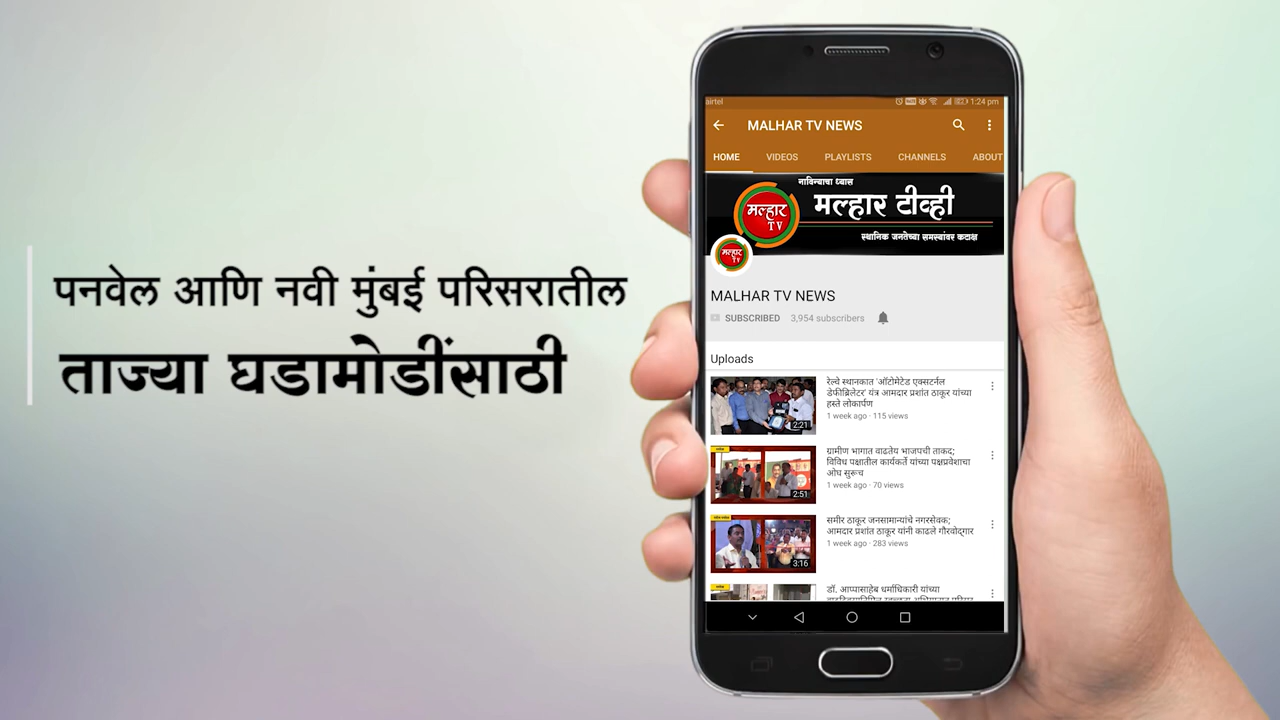 पनवेल आणि नवी मुंबई परिसरातील
ताज्या घडामोडींसाठी
airtel
1:24 pm
MALHAR TV NEWS
HOME VIDEOS PLAYLISTS CHANNELS ABOUT
मल्हार
TV
मल्हार टीव्ही
स्थानिक जनतेच्या समस्यांवर कटाक्ष
मल्हार
TV
MALHAR TV NEWS
SUBSCRIBED 3,954 subscribers
Uploads
रेल्वे स्थानकात 'ऑटोमेटेड एक्सटर्नल
डेफीब्रिलेटर' यंत्र आमदार प्रशांत ठाकूर यांच्या
हस्ते लोकार्पण
1 week ago · 115 views
2:21
ग्रामीण भागात वाढतेय भाजपची ताकद;
विविध पक्षातील कार्यकर्ते यांच्या पक्षप्रवेशाचा
ओघ सुरूच
1 week ago · 70 views
2:51
समीर ठाकूर जनसामान्यांचे नगरसेवक;
आमदार प्रशांत ठाकूर यांनी काढले गौरवोद्गार
1 week ago · 283 views
3:16
डॉ. आप्पासाहेब धर्माधिकारी यांच्या